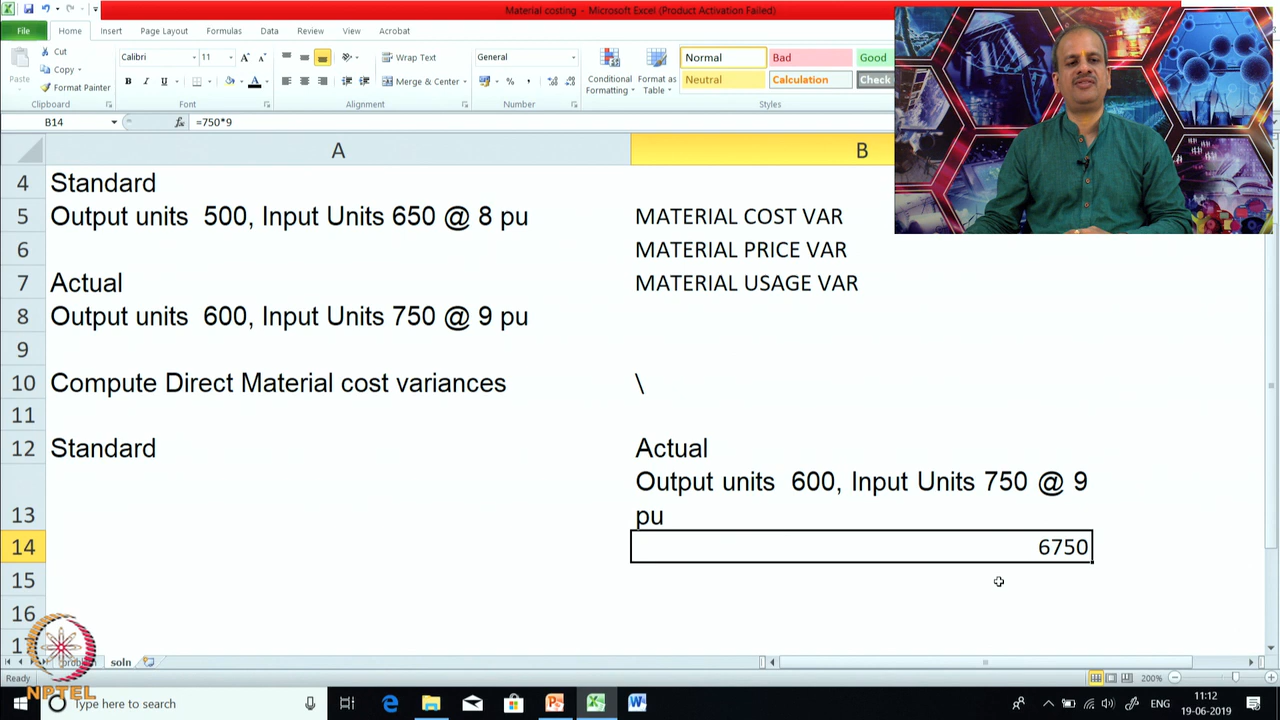 Material costing - Microsoft Excel (Product Activation Failed)
File Home Insert Page Layout Formulas Data Review View Acrobat
Paste
Cut
Copy
Format Painter
Clipboard
Calibri 11
B I U
Font
Wrap Text
Merge & Center
Alignment
General
% ,
Number
Conditional Formatting
Format as Table
Normal Bad Good
Neutral Calculation Check
Styles
B14 fx =750*9
A B
4 Standard
5 Output units 500, Input Units 650 @ 8 pu MATERIAL COST VAR
6 MATERIAL PRICE VAR
7 Actual MATERIAL USAGE VAR
8 Output units 600, Input Units 750 @ 9 pu
9
10 Compute Direct Material cost variances \
11
12 Standard Actual
13 Output units 600, Input Units 750 @ 9
pu
14 6750
15
16
17
soln
Ready 200%
NPTEL
Type here to search
ENG
11:12
19-06-2019